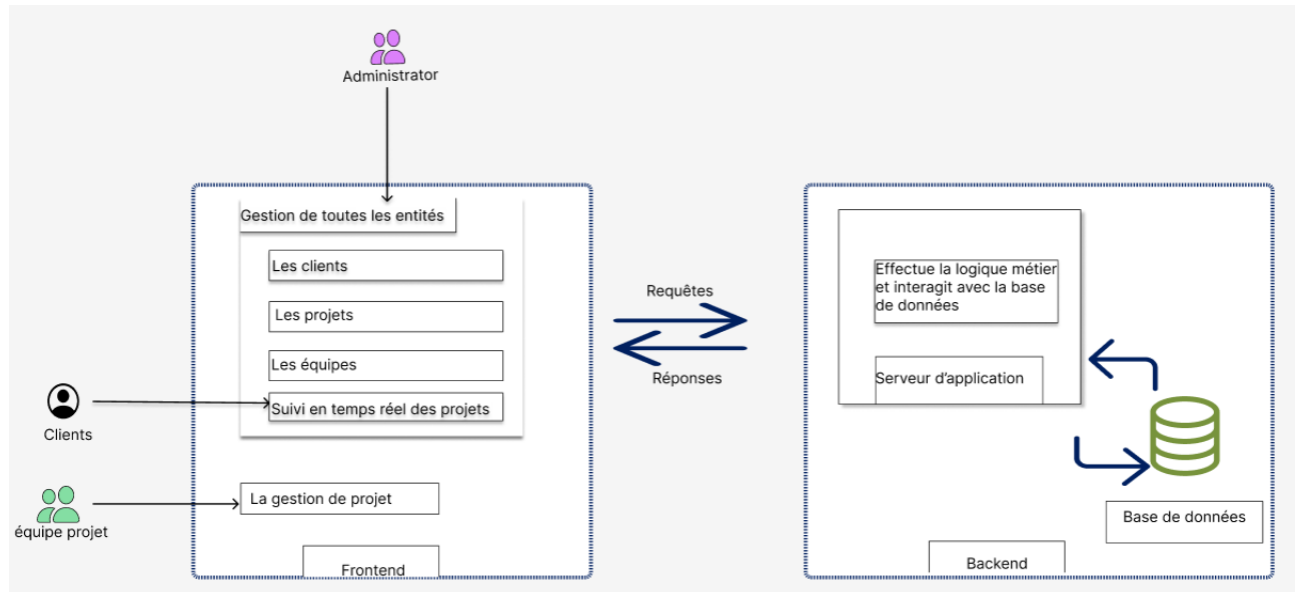 Administrator
Gestion de toutes les entités
Les clients
Les projets
Les équipes
Suivi en temps réel des projets
Clients
La gestion de projet
équipe projet
Frontend
Requêtes
Réponses
Effectue la logique métier
et interagit avec la base
de données
Serveur d’application
Base de données
Backend